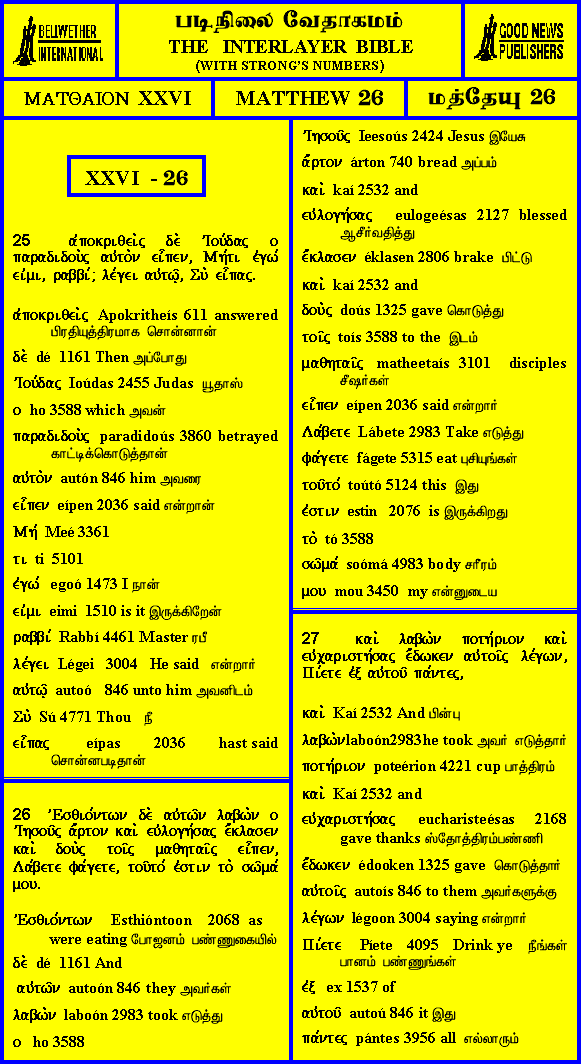 BELLWETHER
INTERNATIONAL
படிநிலை வேதாகமம்
THE INTERLAYER BIBLE
(WITH STRONG'S NUMBERS)
GOOD NEWS
PUBLISHERS
ΜΑΤΘΑΙΟΝ XXVI
MATTHEW 26
மத்தேயு 26
XXVI - 26
25 ἀποκριθεὶς δὲ Ἰούδας ο
παραδιδοὺς αὐτὸν εἶπεν, Μήτι ἐγώ
εἰμι, ραββί; λέγει αὐτῷ, Σὺ εἶπας.
ἀποκριθεὶς Apokritheís 611 answered
பிரதியுத்திரமாக சொன்னான்
δὲ dé 1161 Then அப்போது
Ἰούδας Ioúdas 2455 Judas யூதாஸ்
ο ho 3588 which அவன்
παραδιδοὺς paradidoús 3860 betrayed
காட்டிக்கொடுத்தான்
αὐτὸν autón 846 him அவரை
εἶπεν eípen 2036 said என்றான்
Μή Meé 3361
τι ti 5101
ἐγώ egoó 1473 I நான்
εἰμι eimi 1510 is it இருக்கிறேன்
ραββί Rabbí 4461 Master ரபீ
λέγει Légei 3004 He said என்றார்
αὐτῷ autoó 846 unto him அவனிடம்
Σὺ Sú 4771 Thou நீ
εἶπας eípas 2036 hast said
சொன்னபடிதான்
26 Ἐσθιόντων δὲ αὐτῶν λαβὼν ο
Ἰησοῦς ἄρτον καὶ εὐλογήσας ἔκλασεν
καὶ δοὺς τοῖς μαθηταῖς εἶπεν,
Λάβετε φάγετε, τοῦτό ἐστιν τὸ σῶμά
μου.
Ἐσθιόντων Esthióntoon 2068 as
were eating போஜனம் பண்ணுகையில்
δὲ dé 1161 And
αὐτῶν autoón 846 they அவர்கள்
λαβὼν laboón 2983 took எடுத்து
ο ho 3588
Ἰησοῦς Ieesoús 2424 Jesus இயேசு
ἄρτον árton 740 bread அப்பம்
καὶ kaí 2532 and
εὐλογήσας eulogeésas 2127 blessed
ஆசீர்வதித்து
ἔκλασεν éklasen 2806 brake பிட்டு
καὶ kaí 2532 and
δοὺς doús 1325 gave கொடுத்து
τοῖς toís 3588 to the இடம்
μαθηταῖς matheetaís 3101 disciples
சீஷர்கள்
εἶπεν eípen 2036 said என்றார்
Λάβετε Lábete 2983 Take எடுத்து
φάγετε fágete 5315 eat புசியுங்கள்
τοῦτό toútó 5124 this இது
ἐστιν estin 2076 is இருக்கிறது
τὸ tó 3588
σῶμά soómá 4983 body சரீரம்
μου mou 3450 my என்னுடைய
27 καὶ λαβὼν ποτήριον καὶ
εὐχαριστήσας ἔδωκεν αὐτοῖς λέγων,
Πίετε ἐξ αὐτοῦ πάντες,
καὶ Kaí 2532 And பின்பு
λαβὼνlaboón2983he took அவர் எடுத்தார்
ποτήριον poteérion 4221 cup பாத்திரம்
καὶ Kaí 2532 and
εὐχαριστήσας eucharisteésas 2168
gave thanks ஸ்தோத்திரம்பண்ணி
ἔδωκεν édooken 1325 gave கொடுத்தார்
αὐτοῖς autoís 846 to them அவர்களுக்கு
λέγων légoon 3004 saying என்றார்
Πίετε Píete 4095 Drink ye நீங்கள்
பானம் பண்ணுங்கள்
ἐξ ex 1537 of
αὐτοῦ autoú 846 it இது
πάντες pántes 3956 all எல்லாரும்